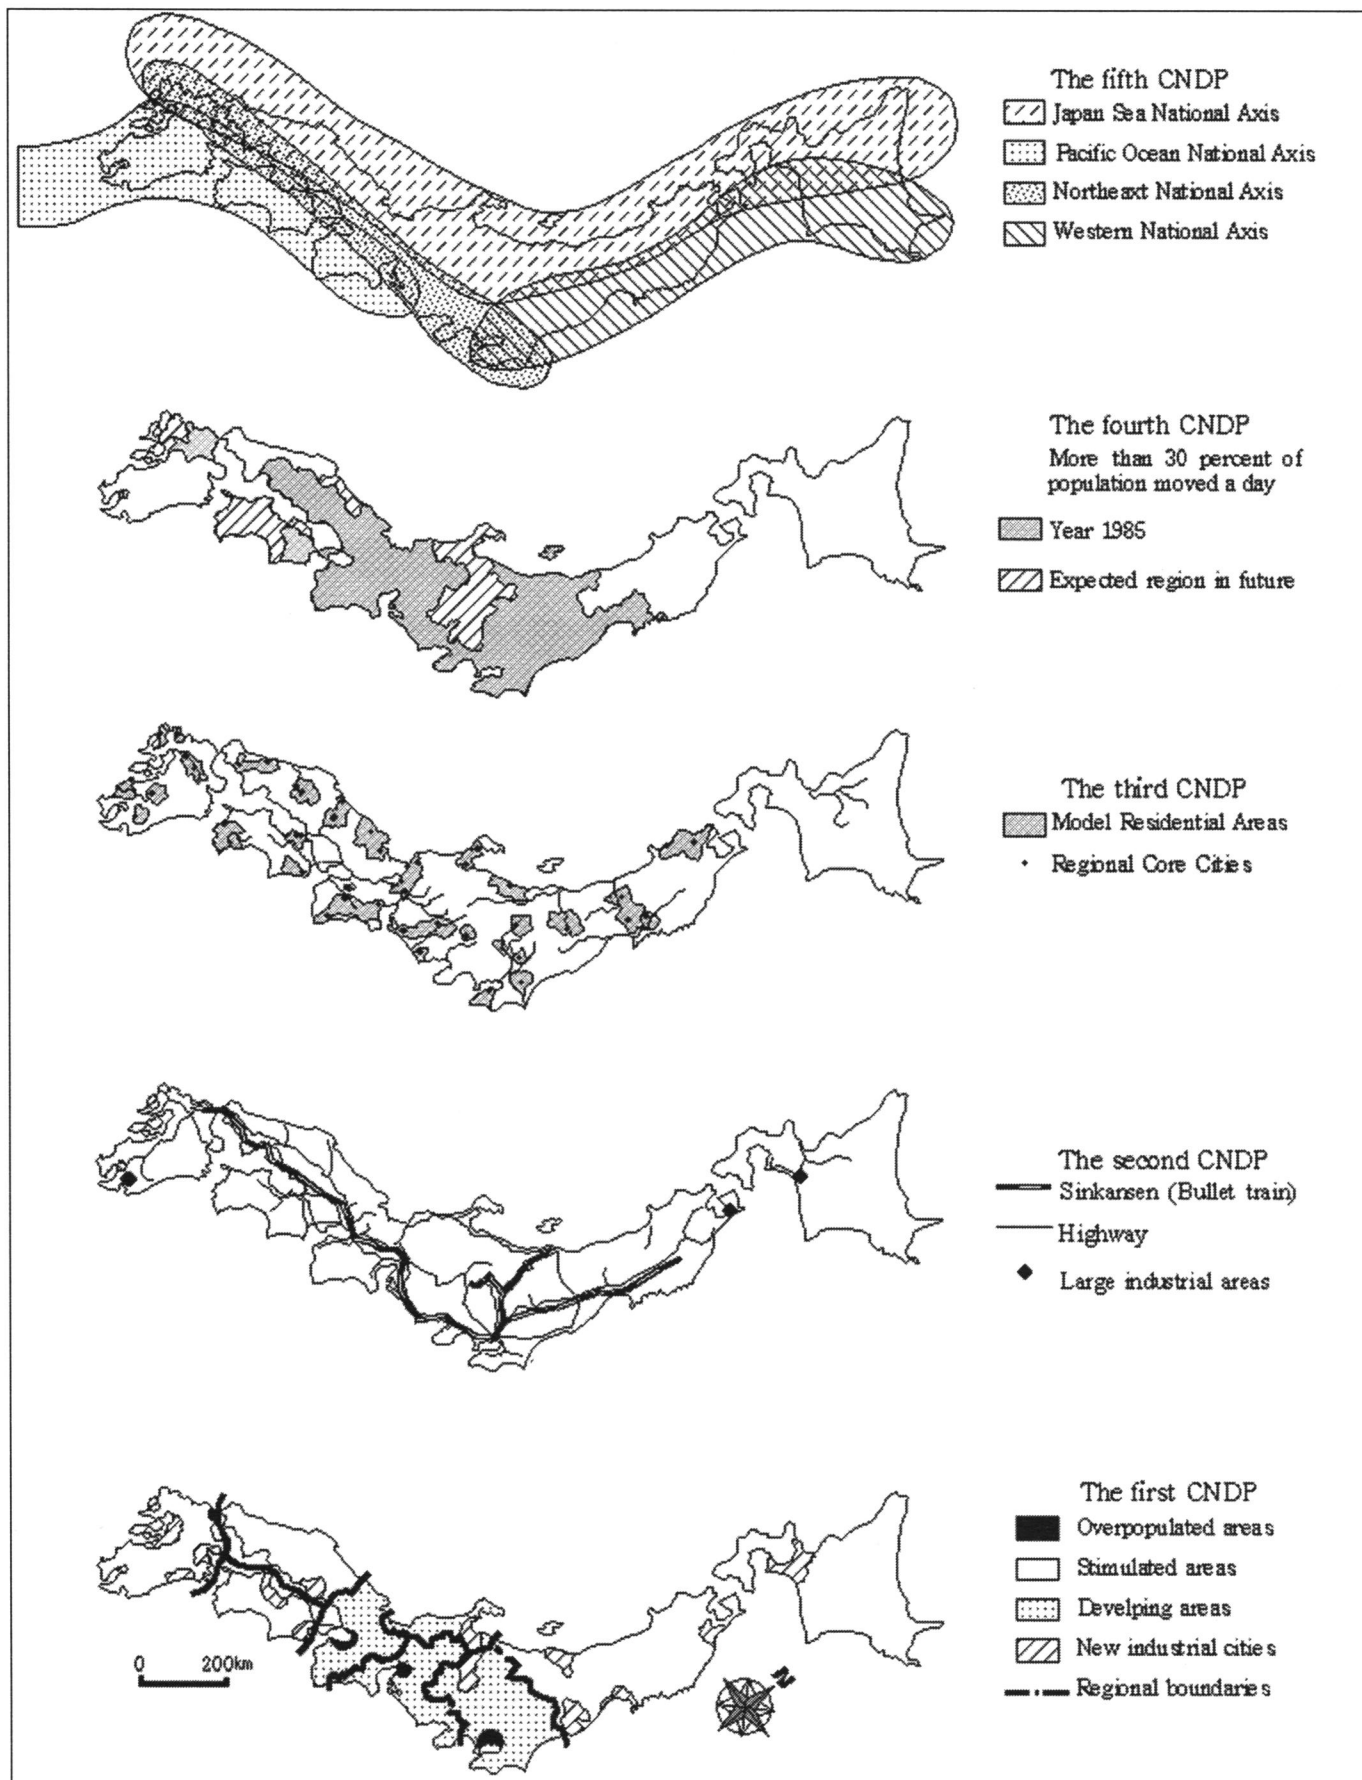 The fifth CNDP
Japan Sea National Axis
Pacific Ocean National Axis
Northeaxt National Axis
Western National Axis
The fourth CNDP
More than 30 percent of
population moved a day
Year 1985
Expected region in future
The third CNDP
Model Residential Areas
Regional Core Cities
The second CNDP
Sinkansen (Bullet train)
Highway
Large industrial areas
The first CNDP
Overpopulated areas
Stimulated areas
Develping areas
New industrial cities
Regional boundaries
0 200km
N